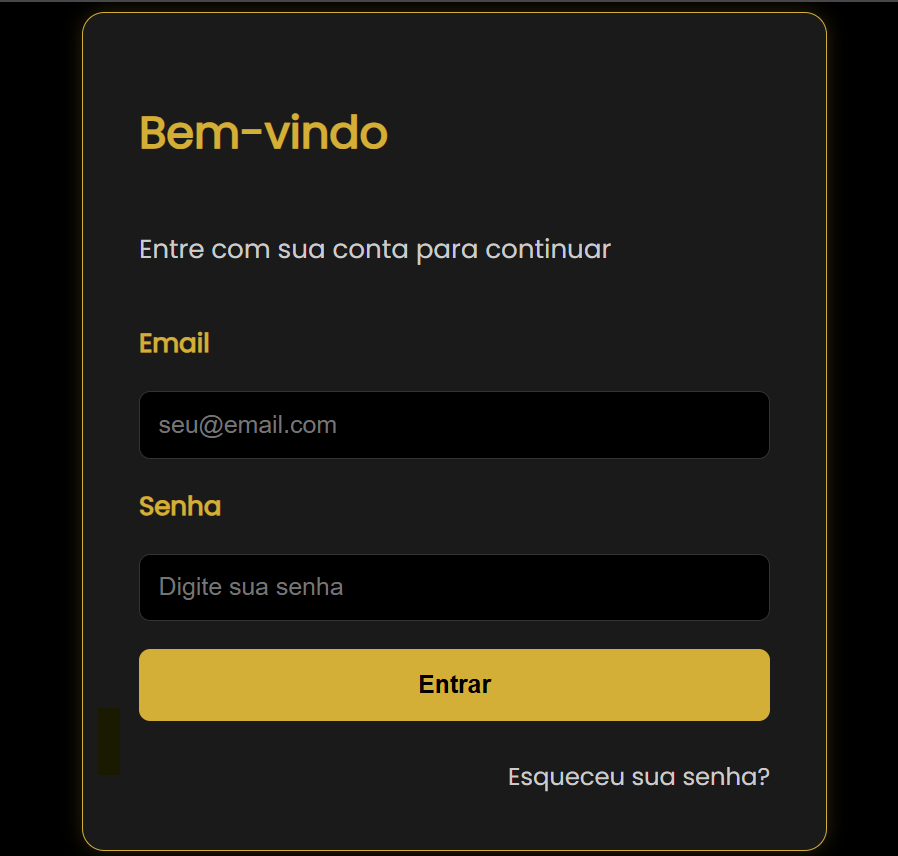 Bem-vindo
Entre com sua conta para continuar
Email
seu@email.com
Senha
Digite sua senha
Entrar
Esqueceu sua senha?